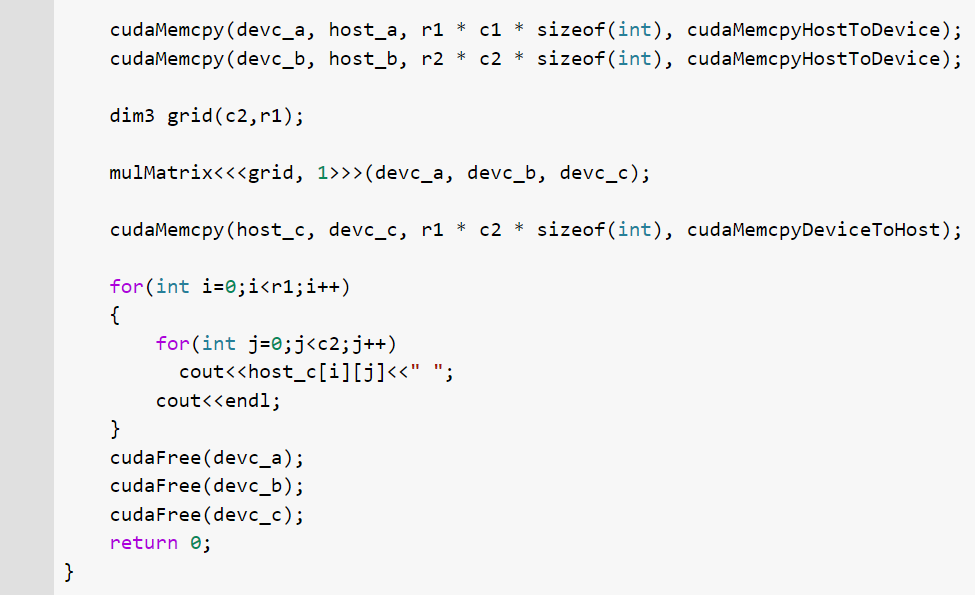 cudaMemcpy(devc_a, host_a, r1 * c1 * sizeof(int), cudaMemcpyHostToDevice);
cudaMemcpy(devc_b, host_b, r2 * c2 * sizeof(int), cudaMemcpyHostToDevice);
dim3 grid(c2,r1);
mulMatrix<<<grid, 1>>>(devc_a, devc_b, devc_c);
cudaMemcpy(host_c, devc_c, r1 * c2 * sizeof(int), cudaMemcpyDeviceToHost);
for(int i=0;i<r1;i++)
{
for(int j=0;j<c2;j++)
cout<<host_c[i][j]<<" ";
cout<<endl;
}
cudaFree(devc_a);
cudaFree(devc_b);
cudaFree(devc_c);
return 0;
}